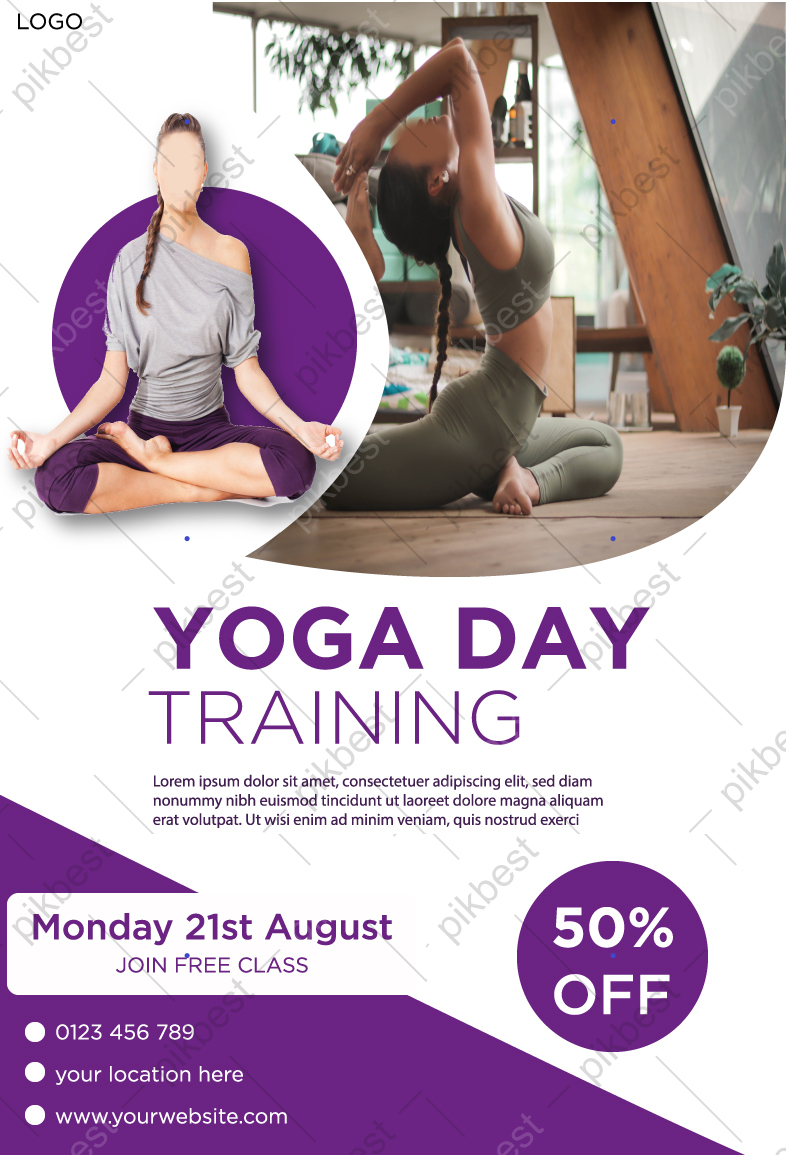 LOGO
YOGA DAY
TRAINING
Lorem ipsum dolor sit amet, consectetuer adipiscing elit, sed diam
nonummy nibh euismod tincidunt ut laoreet dolore magna aliquam
erat volutpat. Ut wisi enim ad minim veniam, quis nostrud exerci
Monday 21st August
JOIN FREE CLASS
50%
OFF
0123 456 789
your location here
www.yourwebsite.com
pikbest